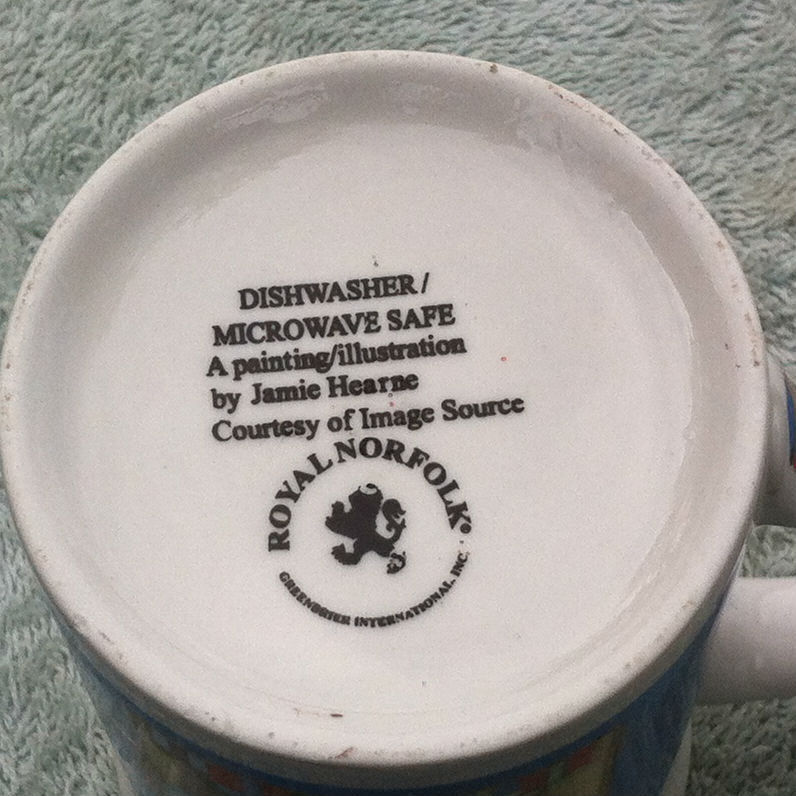 DISHWASHER /
MICROWAVE SAFE
A painting/illustration
by Jamie Hearne
Courtesy of Image Source
ROYAL NORFOLK®
GREENBRIER INTERNATIONAL, INC.